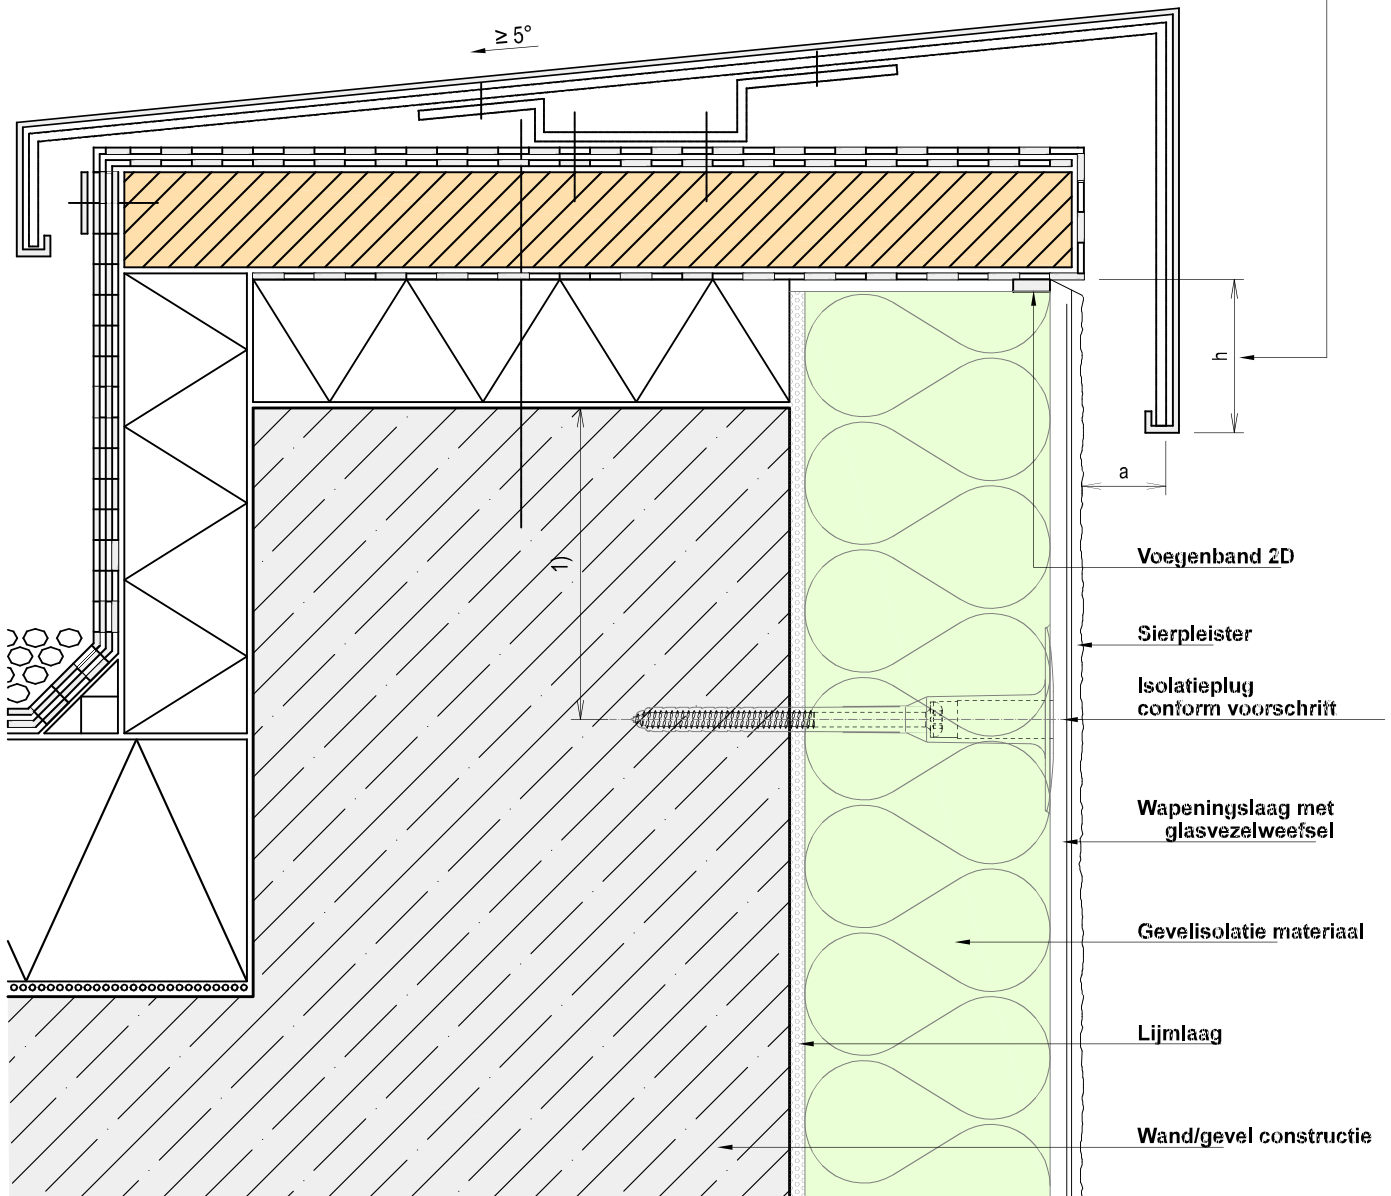 ≥ 5°
h
a
1)
Voegenband 2D
Sierpleister
Isolatieplug
conform voorschrift
Wapeningslaag met
glasvezelweefsel
Gevelisolatie materiaal
Lijmlaag
Wand/gevel constructie